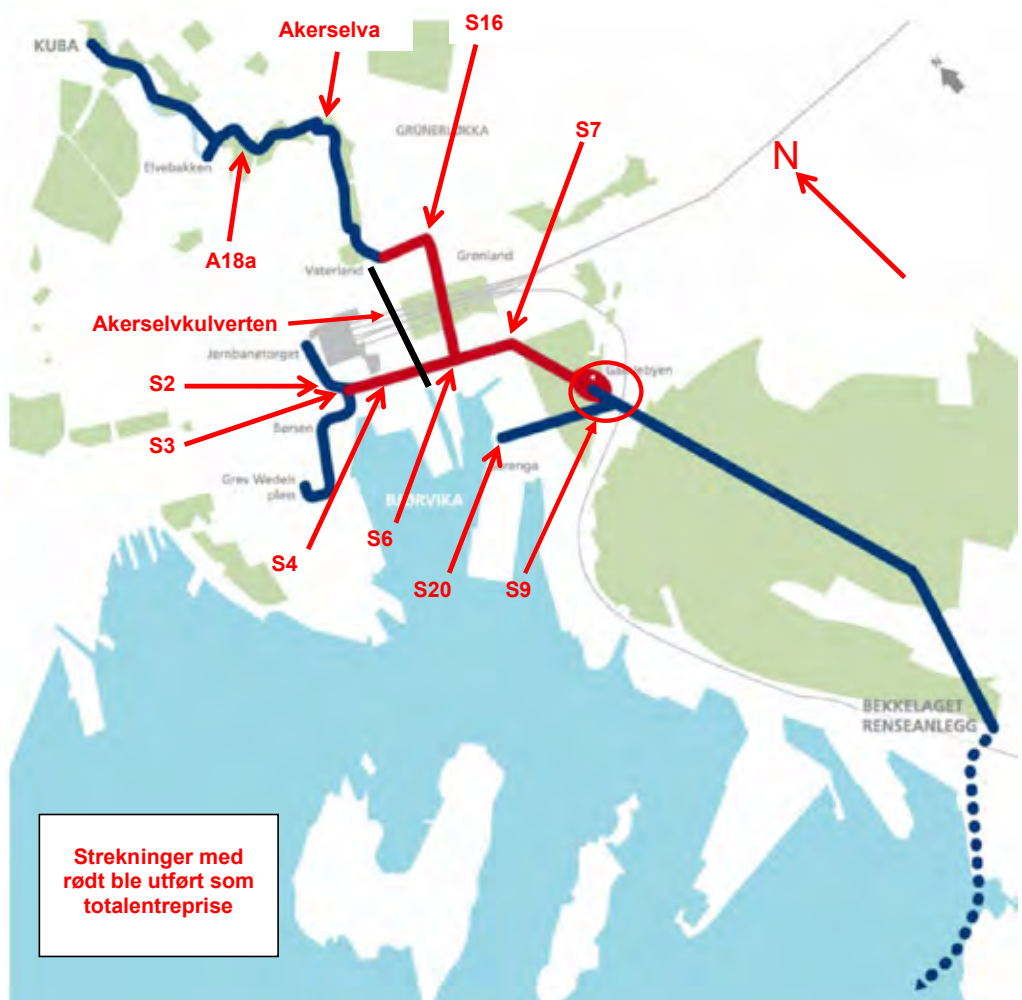 Akerselva
S16
KUBA
N
GRÜNERLØKKA
S7
Elvebakken
N
A18a
Vaterland
Grønland
Akerselvkulverten
Jernbanetorget
S2
S3
Børsen
Grev Wedels
plass
BJØRVIKA
S4
S6
S20
S9
BEKKELAGET
RENSEANLEGG
Strekninger med
rødt ble utført som
totalentreprise